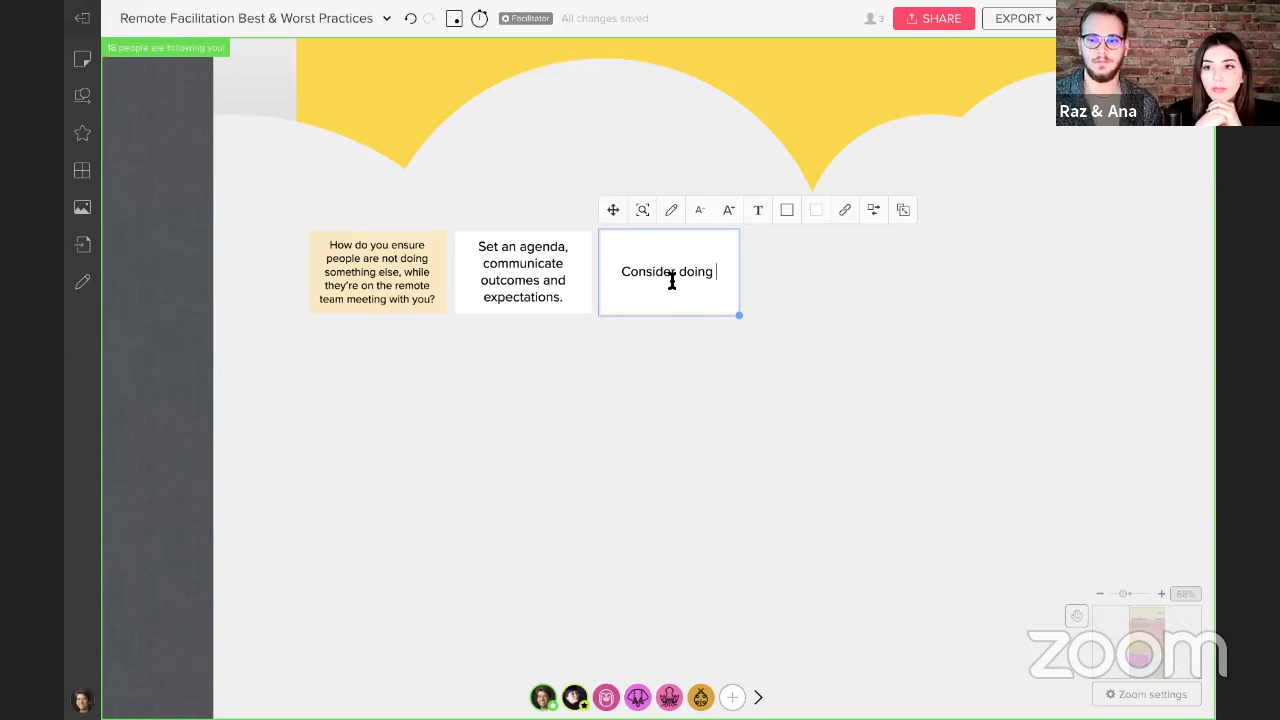 Remote Facilitation Best & Worst Practices
Facilitator
All changes saved
3
SHARE
EXPORT
18 people are following you!
Raz & Ana
A-
A+
T
How do you ensure
people are not doing
something else, while
they're on the remote
team meeting with you?
Set an agenda,
communicate
outcomes and
expectations.
Consider doing
68%
zoom
Zoom settings